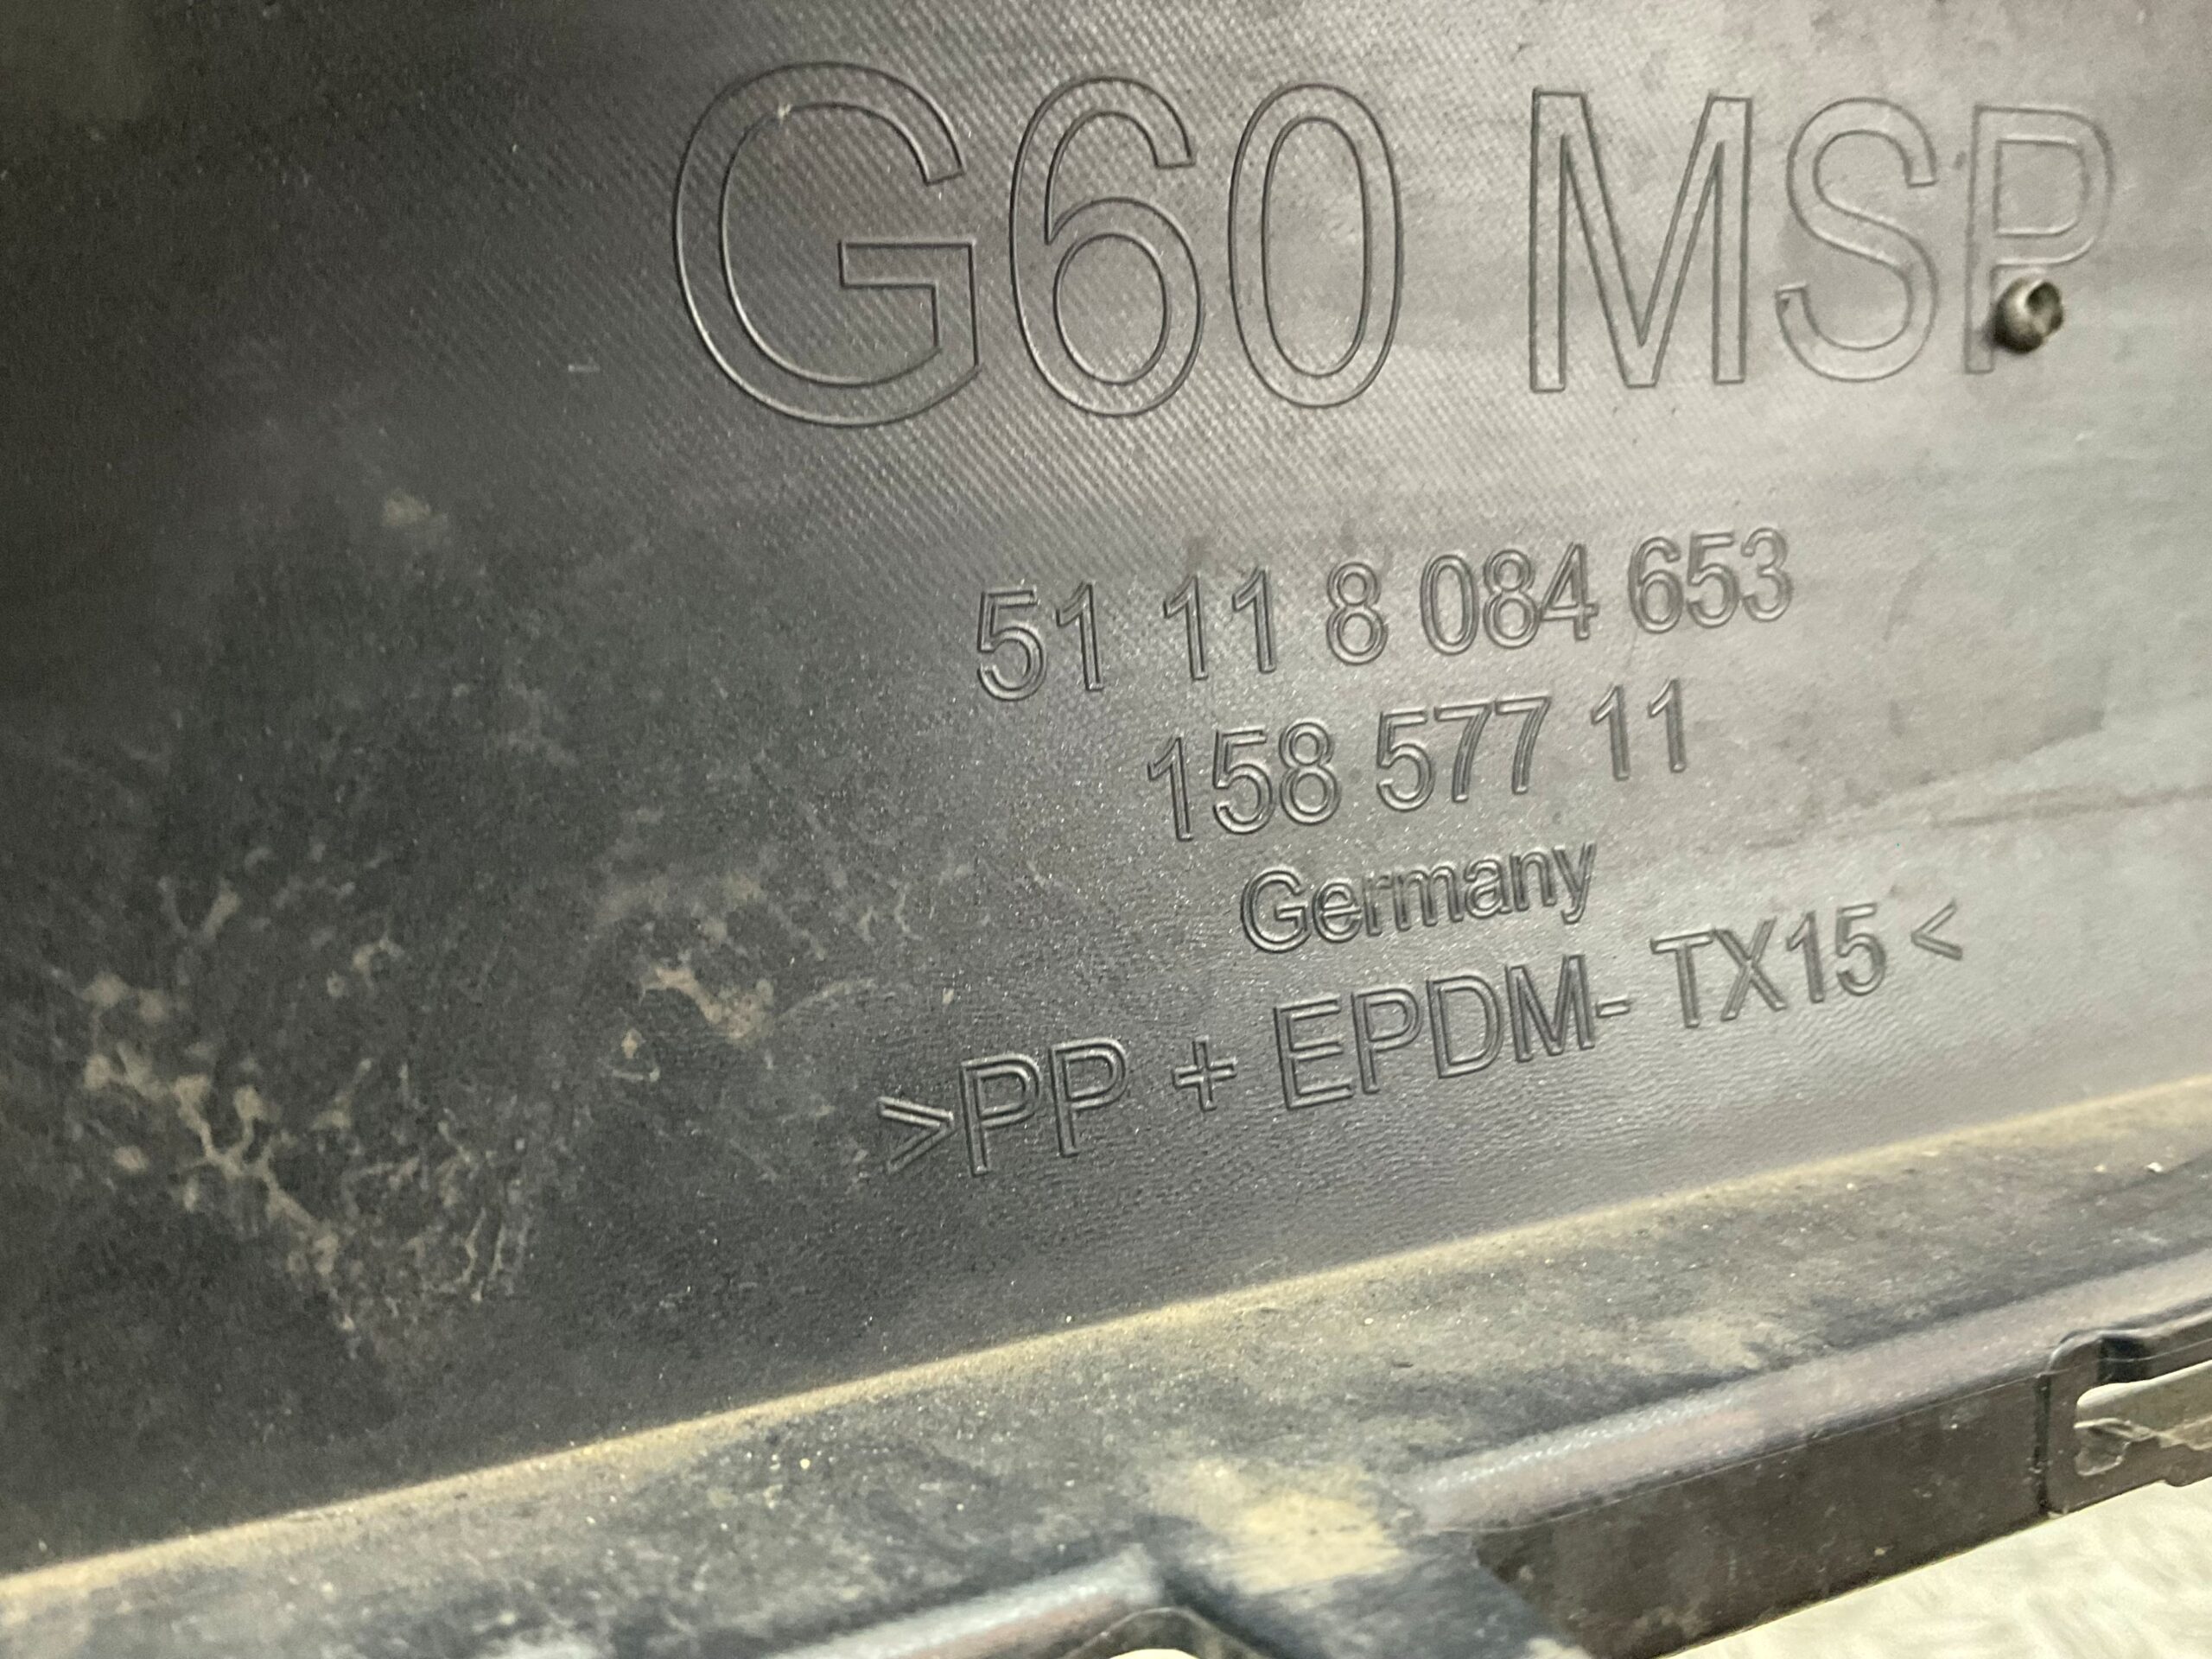 G60 MSP
51 11 8 084 653
158 577 11
Germany
>PP + EPDM- TX15<